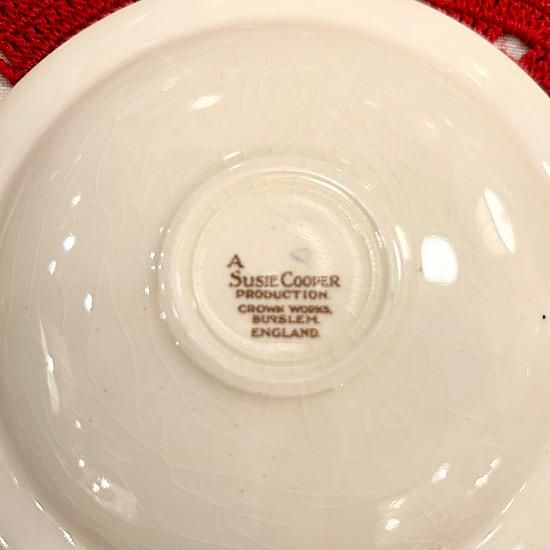 A
SUSIE COOPER
PRODUCTION.
CROWN WORKS,
BURSLEM.
ENGLAND.